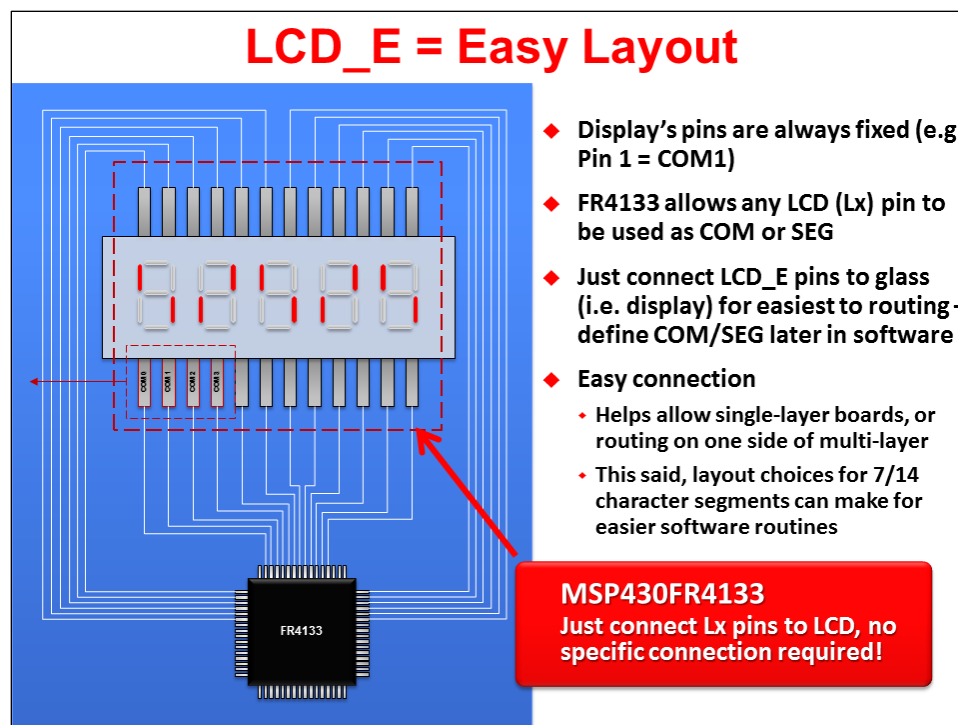 LCD_E = Easy Layout
Display’s pins are always fixed (e.g
Pin 1 = COM1)
FR4133 allows any LCD (Lx) pin to
be used as COM or SEG
Just connect LCD_E pins to glass
(i.e. display) for easiest to routing -
define COM/SEG later in software
Easy connection
Helps allow single-layer boards, or
routing on one side of multi-layer
This said, layout choices for 7/14
character segments can make for
easier software routines
COM0
COM1
COM2
COM3
FR4133
MSP430FR4133
Just connect Lx pins to LCD, no
specific connection required!